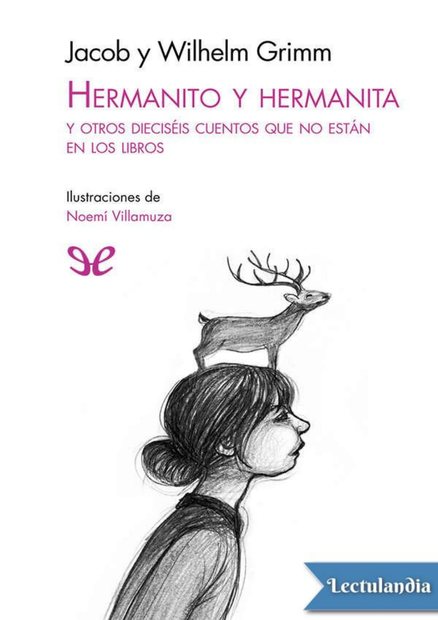 Jacob y Wilhelm Grimm
HERMANITO Y HERMANITA
Y OTROS DIECISÉIS CUENTOS QUE NO ESTÁN
EN LOS LIBROS
Ilustraciones de
Noemí Villamuza
Lectulandia